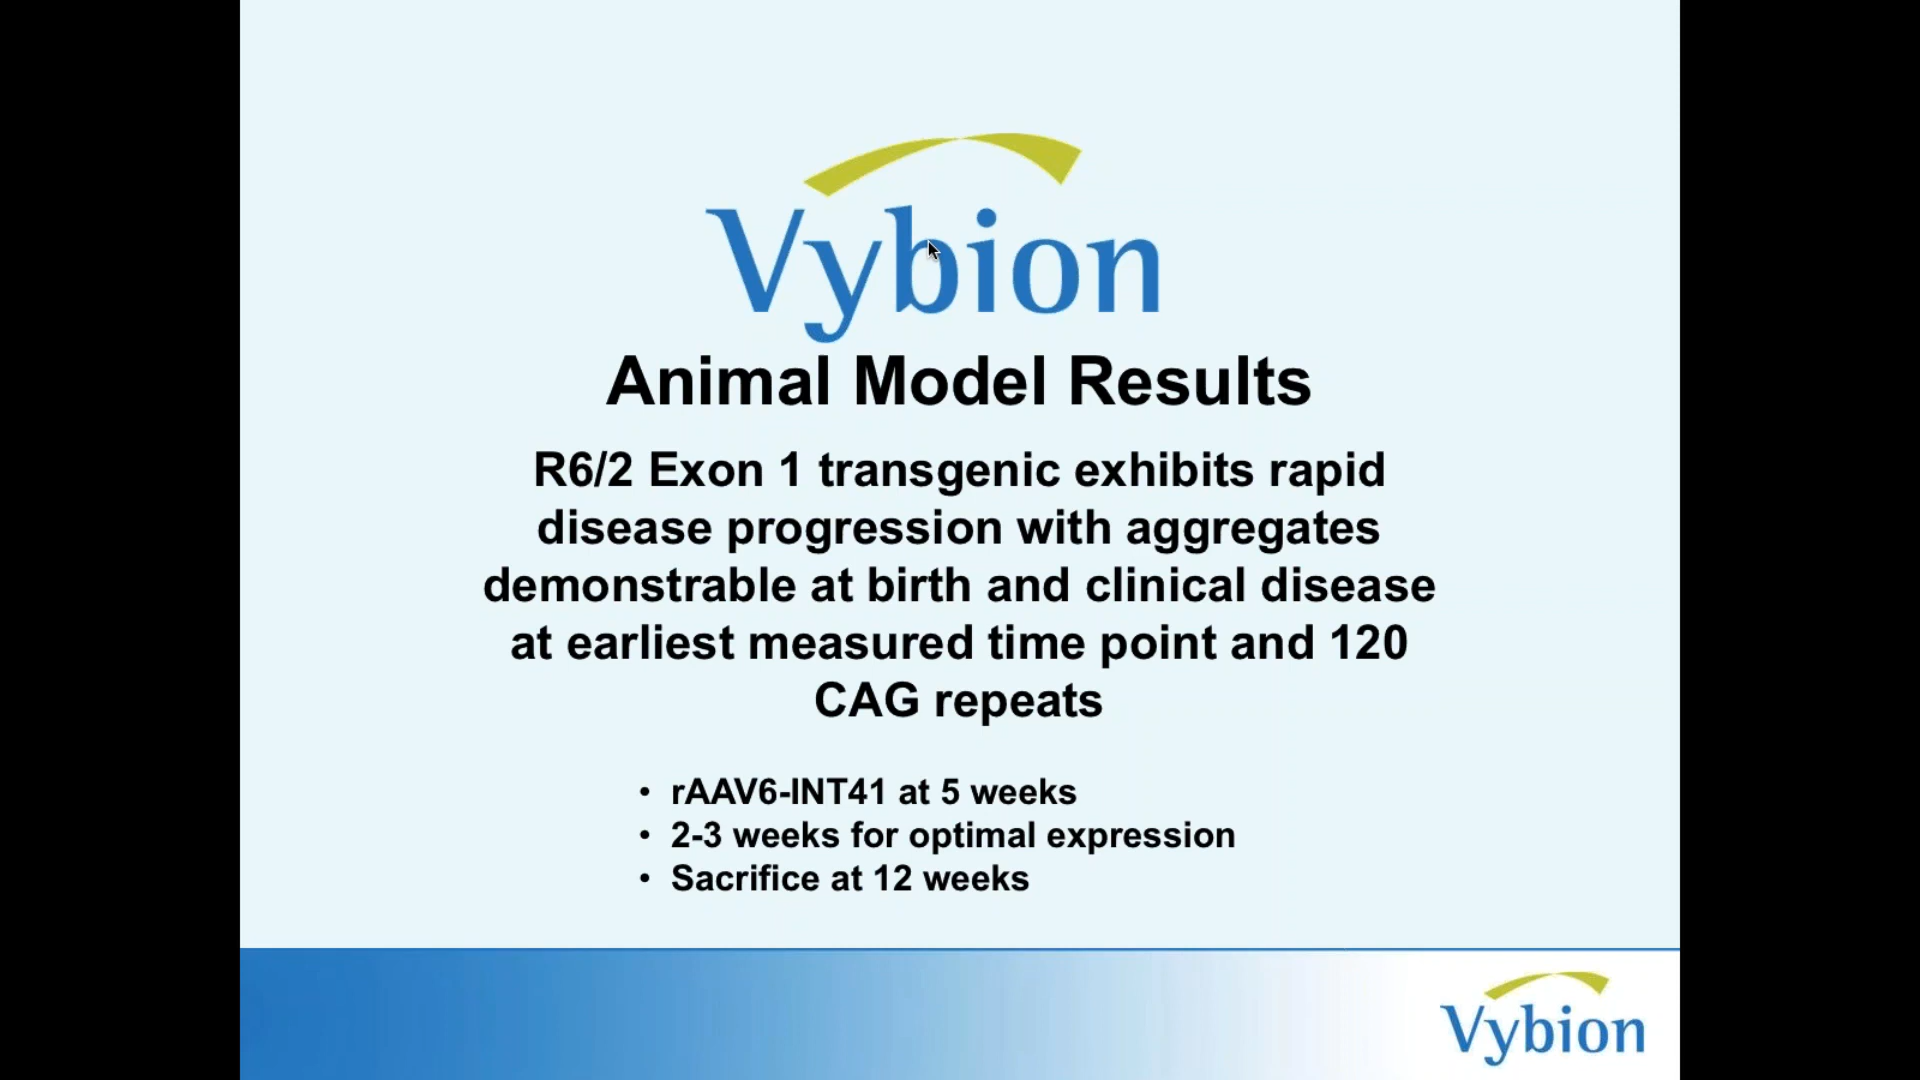 Vybion
Animal Model Results
R6/2 Exon 1 transgenic exhibits rapid
disease progression with aggregates
demonstrable at birth and clinical disease
at earliest measured time point and 120
CAG repeats
• rAAV6-INT41 at 5 weeks
• 2-3 weeks for optimal expression
• Sacrifice at 12 weeks
Vybion